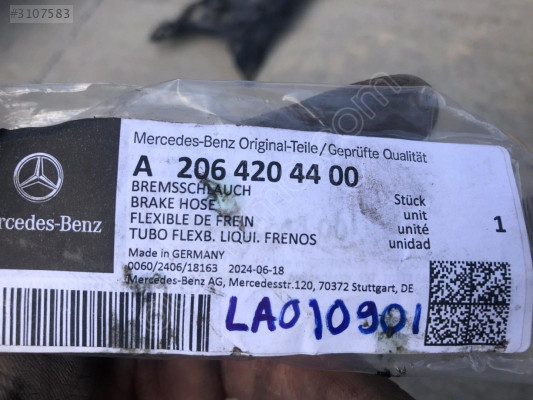 #3107583
Mercedes-Benz Original-Teile/Geprüfte Qualität
A 206 420 44 00
BREMSSCHLAUCH
BRAKE HOSE
FLEXIBLE DE FREIN
TUBO FLEXB. LIQUI. FRENOS
Stück
unit
unité
unidad
1
rcedes-Benz
Made in GERMANY
0060/2406/18163 2024-06-18
Mercedes-Benz AG, Mercedesstr.120, 70372 Stuttgart, DE
LA010901